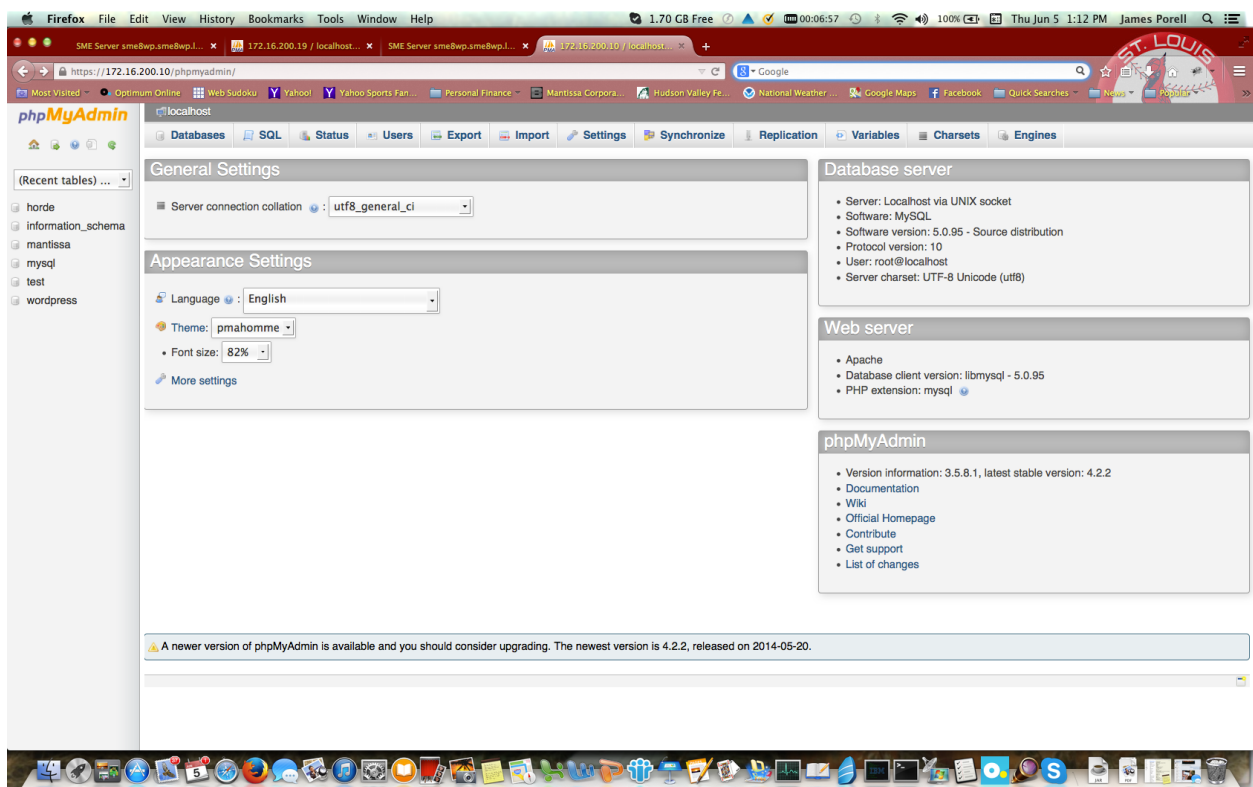 Firefox File Edit View History Bookmarks Tools Window Help 1.70 GB Free 00:06:57 100% Thu Jun 5 1:12 PM James Porell
SME Server sme8wp.sme8wp.l... 172.16.200.19 / localhost... SME Server sme8wp.sme8wp.l... 172.16.200.10 / localhost...
https://172.16.200.10/phpmyadmin/ Google
ST. LOUIS
Most Visited Optimum Online Web Sudoku Yahoo! Yahoo Sports Fan... Personal Finance Mantissa Corpora... Hudson Valley Fe... National Weather ... Google Maps Facebook Quick Searches News Popular
phpMyAdmin
localhost
Databases SQL Status Users Export Import Settings Synchronize Replication Variables Charsets Engines
(Recent tables) ...
horde
information_schema
mantissa
mysql
test
wordpress
General Settings
Server connection collation : utf8_general_ci
Appearance Settings
Language : English
Theme: pmahomme
Font size: 82%
More settings
Database server
Server: Localhost via UNIX socket
Software: MySQL
Software version: 5.0.95 - Source distribution
Protocol version: 10
User: root@localhost
Server charset: UTF-8 Unicode (utf8)
Web server
Apache
Database client version: libmysql - 5.0.95
PHP extension: mysql
phpMyAdmin
Version information: 3.5.8.1, latest stable version: 4.2.2
Documentation
Wiki
Official Homepage
Contribute
Get support
List of changes
A newer version of phpMyAdmin is available and you should consider upgrading. The newest version is 4.2.2, released on 2014-05-20.